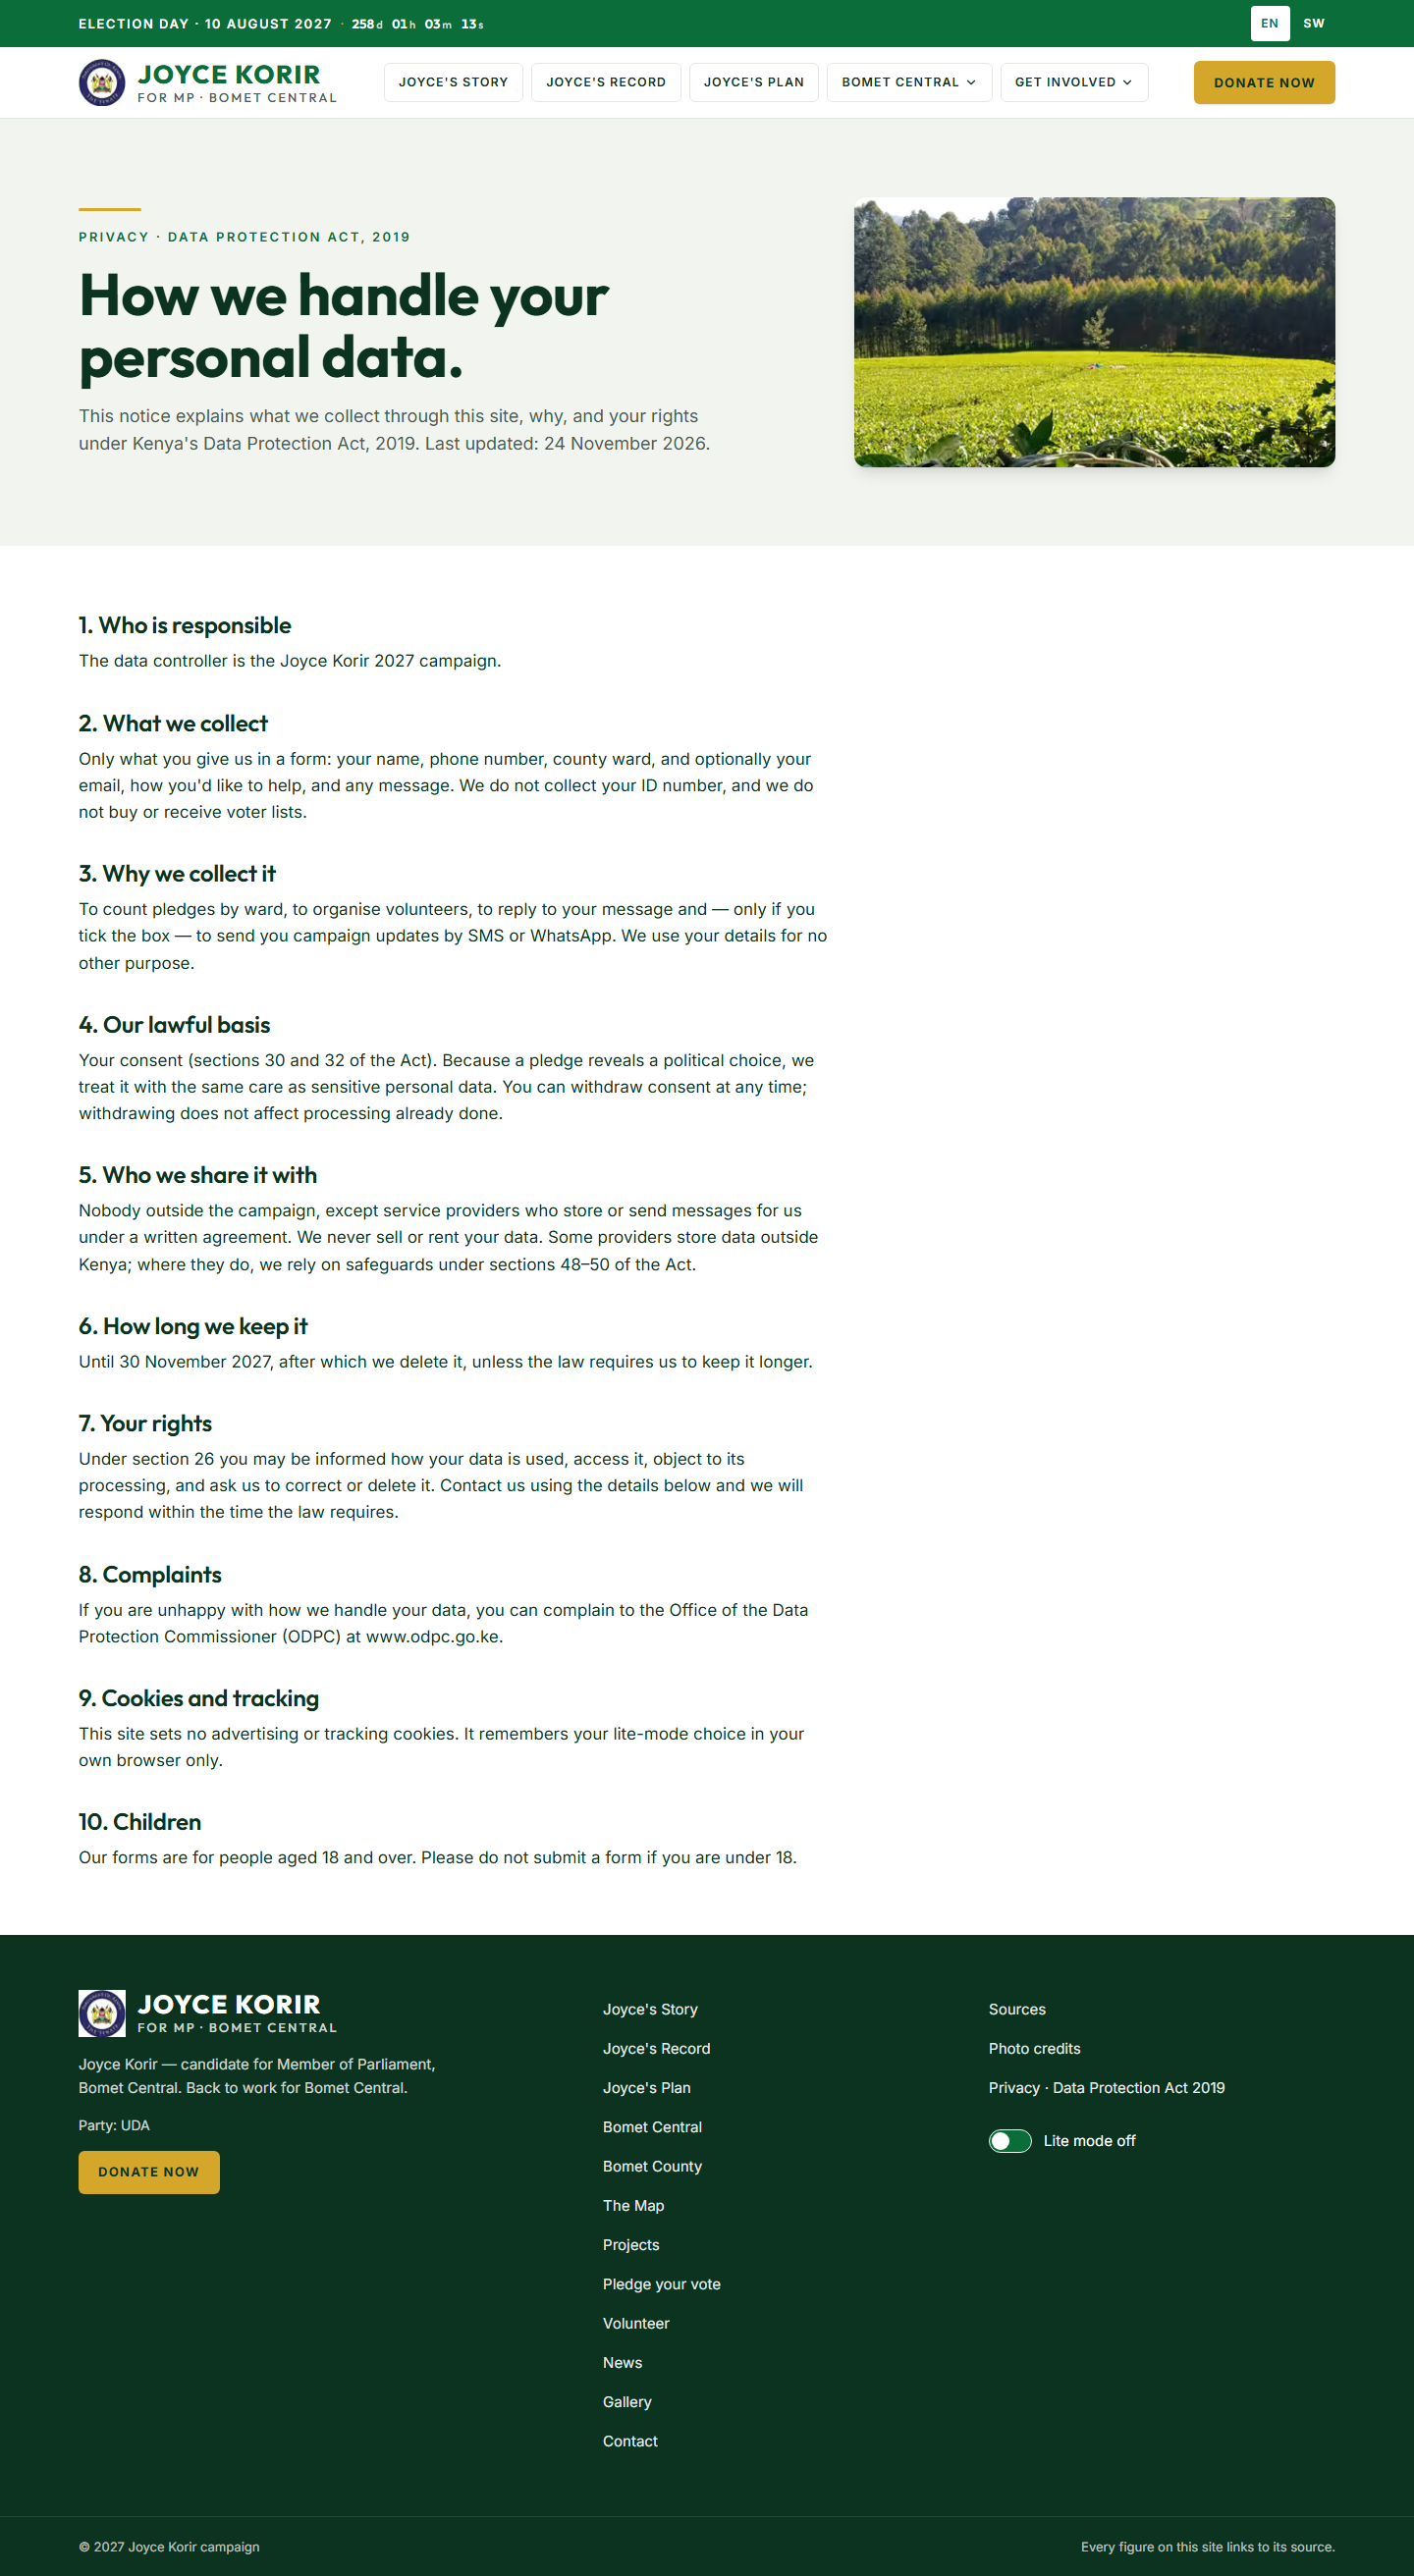 ELECTION DAY · 10 AUGUST 2027 · 258d 01h 03m 13s
EN SW
JOYCE KORIR
FOR MP · BOMET CENTRAL
JOYCE'S STORY
JOYCE'S RECORD
JOYCE'S PLAN
BOMET CENTRAL
GET INVOLVED
DONATE NOW
PRIVACY · DATA PROTECTION ACT, 2019
How we handle your
personal data.
This notice explains what we collect through this site, why, and your rights
under Kenya's Data Protection Act, 2019. Last updated: 24 November 2026.
1. Who is responsible
The data controller is the Joyce Korir 2027 campaign.
2. What we collect
Only what you give us in a form: your name, phone number, county ward, and optionally your
email, how you'd like to help, and any message. We do not collect your ID number, and we do
not buy or receive voter lists.
3. Why we collect it
To count pledges by ward, to organise volunteers, to reply to your message and — only if you
tick the box — to send you campaign updates by SMS or WhatsApp. We use your details for no
other purpose.
4. Our lawful basis
Your consent (sections 30 and 32 of the Act). Because a pledge reveals a political choice, we
treat it with the same care as sensitive personal data. You can withdraw consent at any time;
withdrawing does not affect processing already done.
5. Who we share it with
Nobody outside the campaign, except service providers who store or send messages for us
under a written agreement. We never sell or rent your data. Some providers store data outside
Kenya; where they do, we rely on safeguards under sections 48–50 of the Act.
6. How long we keep it
Until 30 November 2027, after which we delete it, unless the law requires us to keep it longer.
7. Your rights
Under section 26 you may be informed how your data is used, access it, object to its
processing, and ask us to correct or delete it. Contact us using the details below and we will
respond within the time the law requires.
8. Complaints
If you are unhappy with how we handle your data, you can complain to the Office of the Data
Protection Commissioner (ODPC) at www.odpc.go.ke.
9. Cookies and tracking
This site sets no advertising or tracking cookies. It remembers your lite-mode choice in your
own browser only.
10. Children
Our forms are for people aged 18 and over. Please do not submit a form if you are under 18.
JOYCE KORIR
FOR MP · BOMET CENTRAL
Joyce Korir — candidate for Member of Parliament,
Bomet Central. Back to work for Bomet Central.
Party: UDA
DONATE NOW
Joyce's Story
Joyce's Record
Joyce's Plan
Bomet Central
Bomet County
The Map
Projects
Pledge your vote
Volunteer
News
Gallery
Contact
Sources
Photo credits
Privacy · Data Protection Act 2019
Lite mode off
© 2027 Joyce Korir campaign
Every figure on this site links to its source.